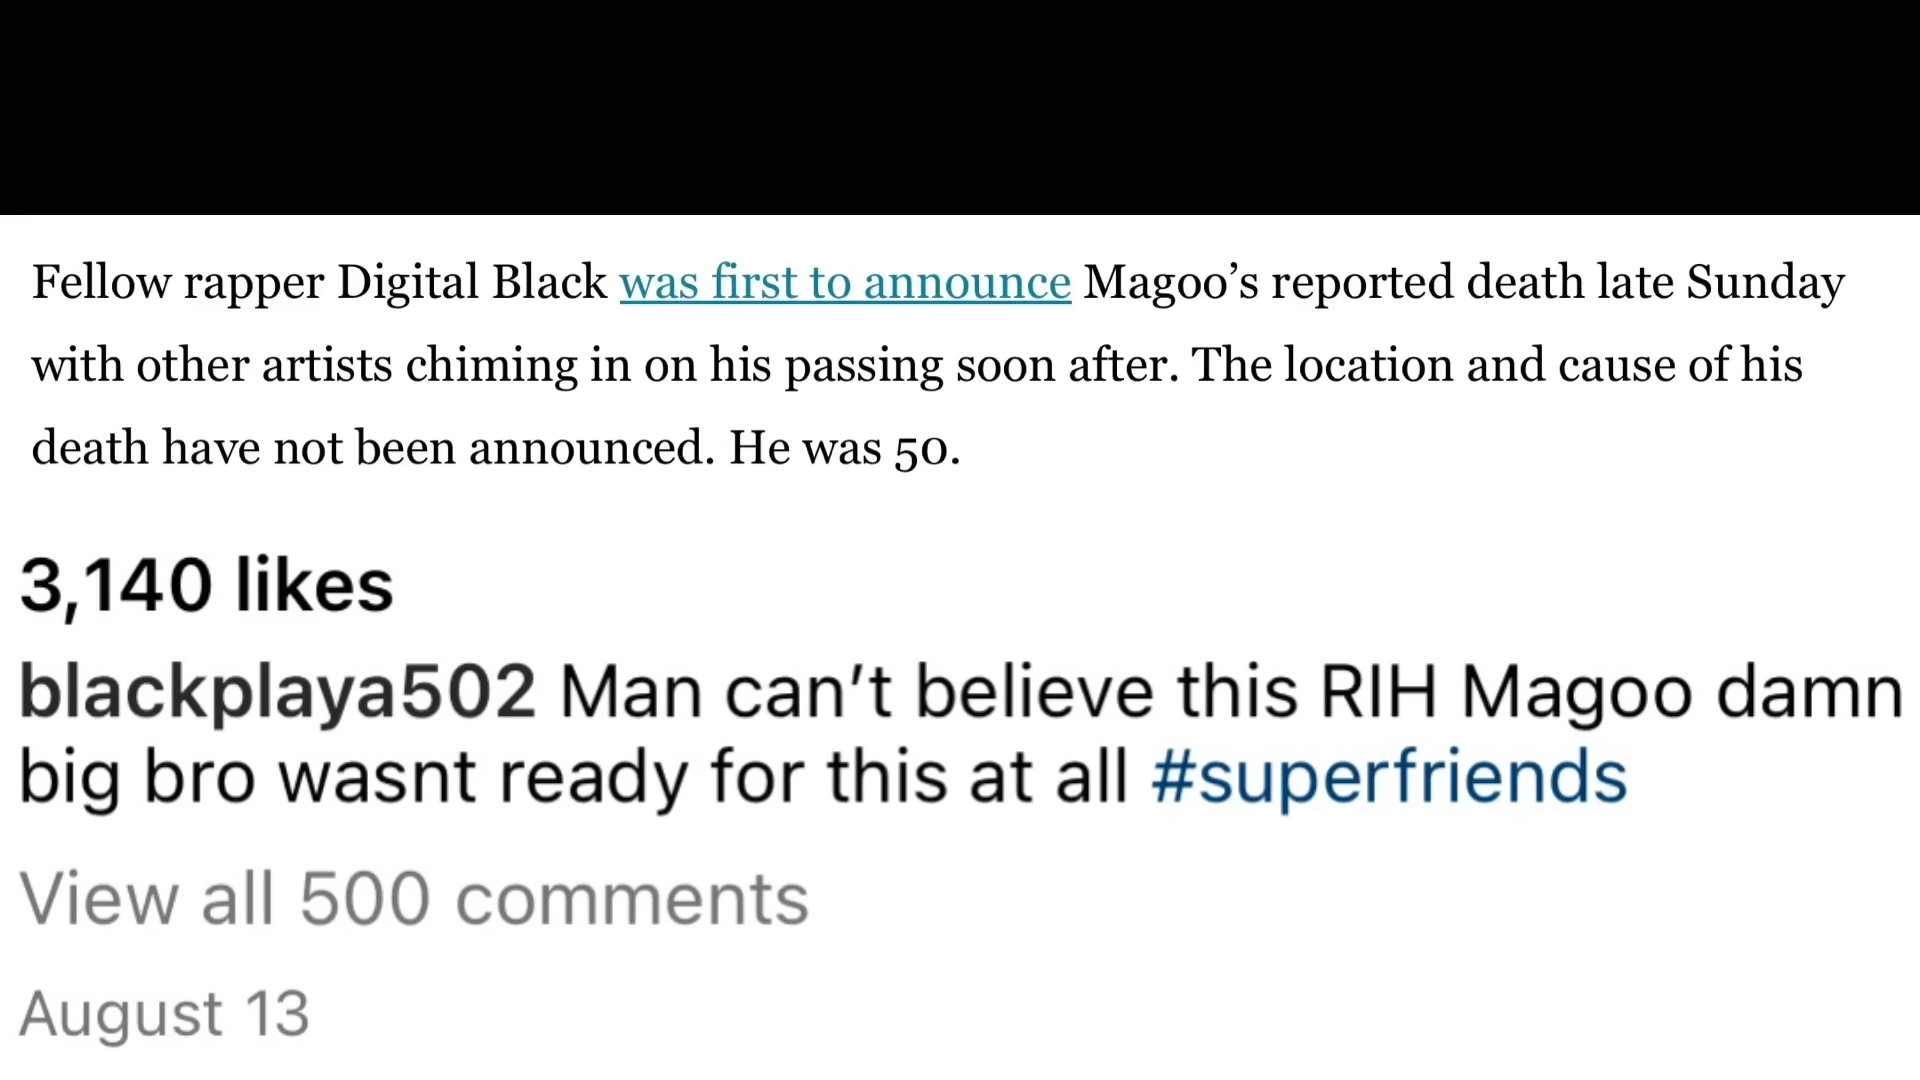 Fellow rapper Digital Black was first to announce Magoo’s reported death late Sunday
with other artists chiming in on his passing soon after. The location and cause of his
death have not been announced. He was 50.
3,140 likes
blackplaya502 Man can’t believe this RIH Magoo damn
big bro wasnt ready for this at all #superfriends
View all 500 comments
August 13